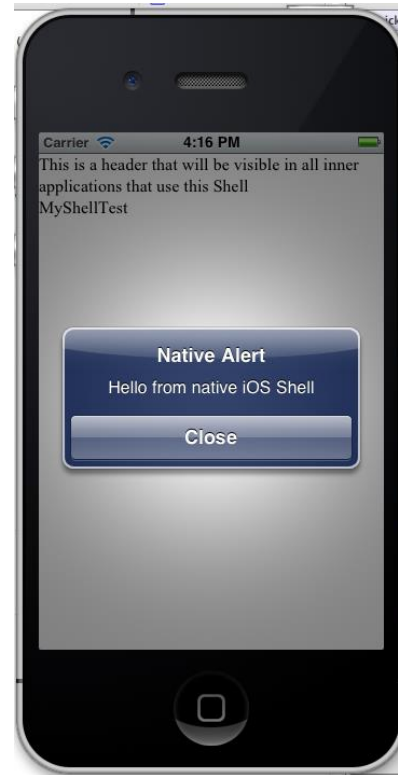 Carrier 4:16 PM
This is a header that will be visible in all inner
applications that use this Shell
MyShellTest
Native Alert
Hello from native iOS Shell
Close